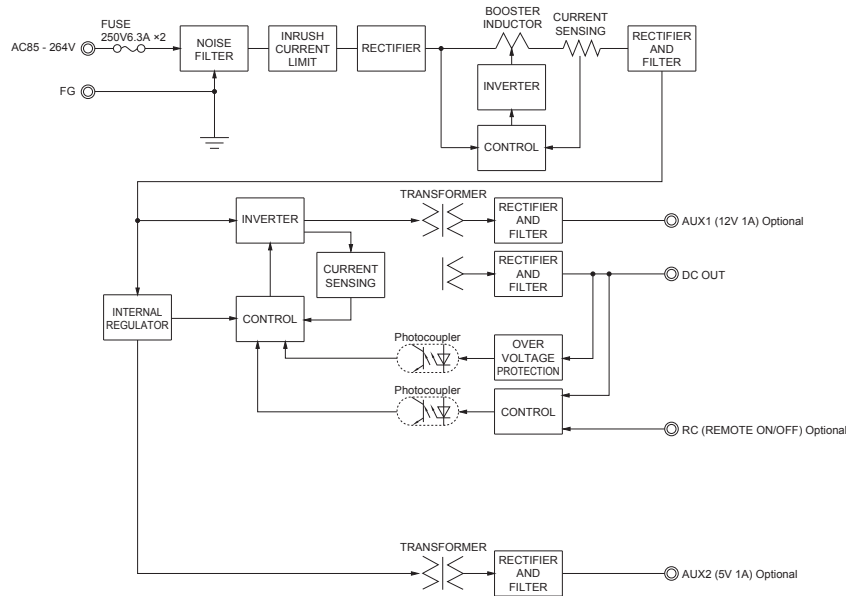 FUSE
250V6.3A ×2
AC85 - 264V
NOISE
FILTER
INRUSH
CURRENT
LIMIT
RECTIFIER
BOOSTER
INDUCTOR
CURRENT
SENSING
RECTIFIER
AND
FILTER
INVERTER
CONTROL
FG
INVERTER
TRANSFORMER
RECTIFIER
AND
FILTER
AUX1 (12V 1A) Optional
CURRENT
SENSING
RECTIFIER
AND
FILTER
DC OUT
INTERNAL
REGULATOR
CONTROL
Photocoupler
OVER
VOLTAGE
PROTECTION
Photocoupler
CONTROL
RC (REMOTE ON/OFF) Optional
TRANSFORMER
RECTIFIER
AND
FILTER
AUX2 (5V 1A) Optional